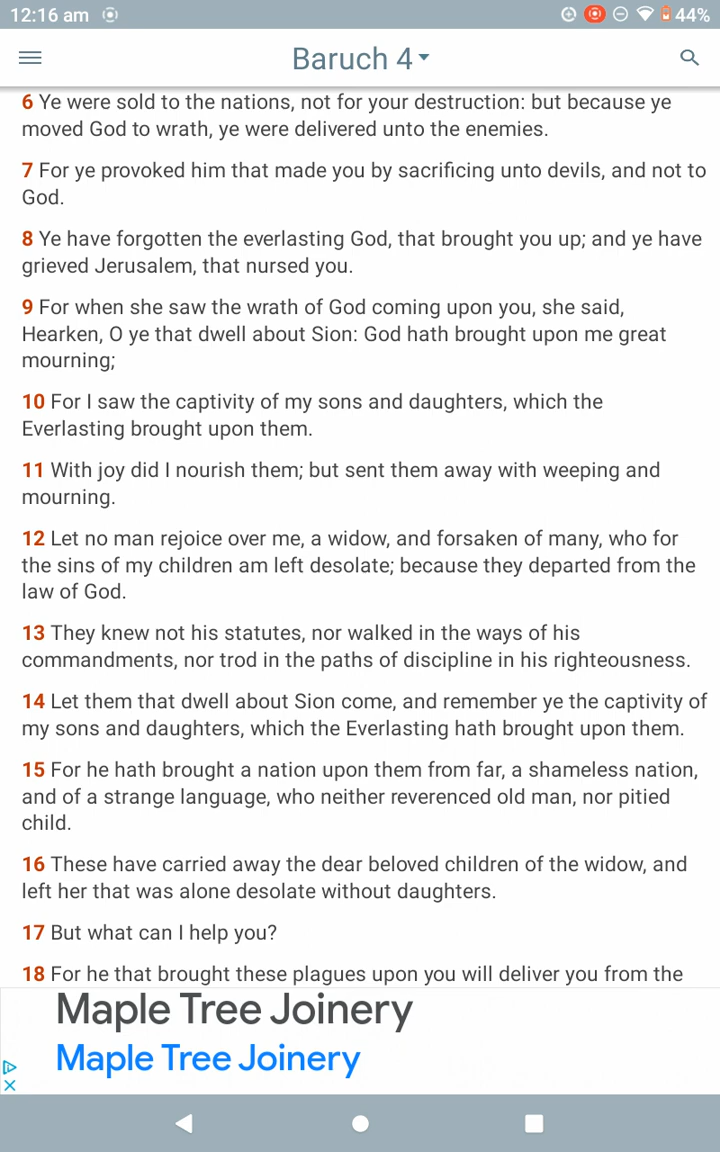 12:16 am
44%
Baruch 4
6 Ye were sold to the nations, not for your destruction: but because ye
moved God to wrath, ye were delivered unto the enemies.
7 For ye provoked him that made you by sacrificing unto devils, and not to
God.
8 Ye have forgotten the everlasting God, that brought you up; and ye have
grieved Jerusalem, that nursed you.
9 For when she saw the wrath of God coming upon you, she said,
Hearken, O ye that dwell about Sion: God hath brought upon me great
mourning;
10 For I saw the captivity of my sons and daughters, which the
Everlasting brought upon them.
11 With joy did I nourish them; but sent them away with weeping and
mourning.
12 Let no man rejoice over me, a widow, and forsaken of many, who for
the sins of my children am left desolate; because they departed from the
law of God.
13 They knew not his statutes, nor walked in the ways of his
commandments, nor trod in the paths of discipline in his righteousness.
14 Let them that dwell about Sion come, and remember ye the captivity of
my sons and daughters, which the Everlasting hath brought upon them.
15 For he hath brought a nation upon them from far, a shameless nation,
and of a strange language, who neither reverenced old man, nor pitied
child.
16 These have carried away the dear beloved children of the widow, and
left her that was alone desolate without daughters.
17 But what can I help you?
18 For he that brought these plagues upon you will deliver you from the
Maple Tree Joinery
Maple Tree Joinery